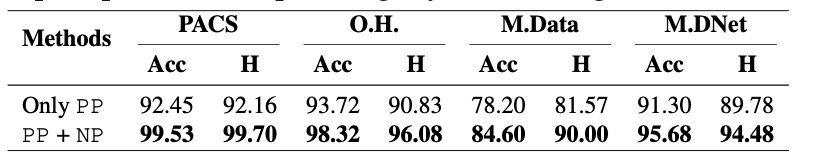 Methods PACS O.H. M.Data M.DNet
Acc H Acc H Acc H Acc H
Only PP 92.45 92.16 93.72 90.83 78.20 81.57 91.30 89.78
PP + NP 99.53 99.70 98.32 96.08 84.60 90.00 95.68 94.48